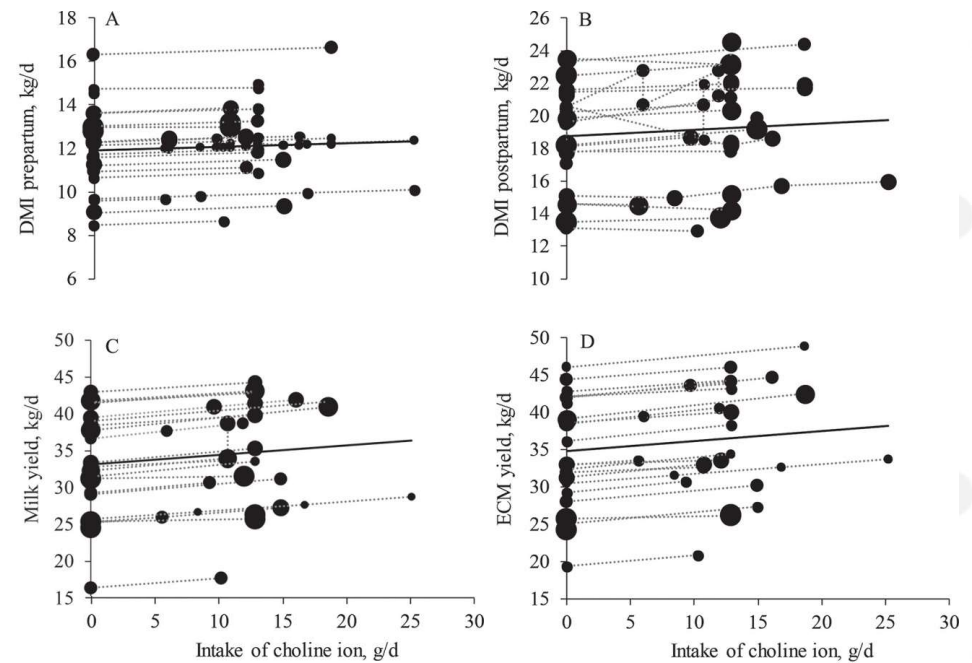 A
DMI prepartum, kg/d
18
16
14
12
10
8
6
B
DMI postpartum, kg/d
26
24
22
20
18
16
14
12
10
C
Milk yield, kg/d
50
45
40
35
30
25
20
15
0 5 10 15 20 25 30
Intake of choline ion, g/d
D
ECM yield, kg/d
50
45
40
35
30
25
20
15
0 5 10 15 20 25 30
Intake of choline ion, g/d